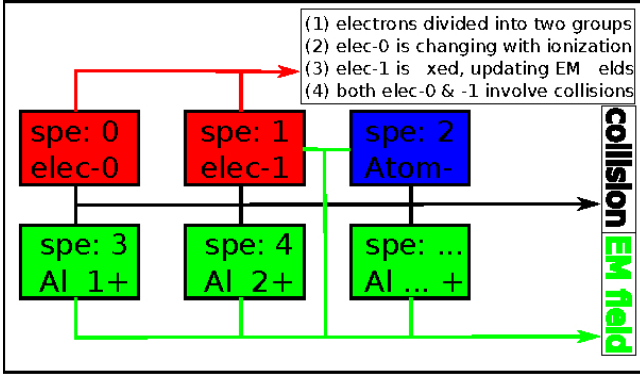 (1) electrons divided into two groups
(2) elec-0 is changing with ionization
(3) elec-1 is xed, updating EM elds
(4) both elec-0 & -1 involve collisions
spe: 0
elec-0
spe: 1
elec-1
spe: 2
Atom-
spe: 3
Al 1+
spe: 4
Al 2+
spe: ...
Al ... +
collision
EM field